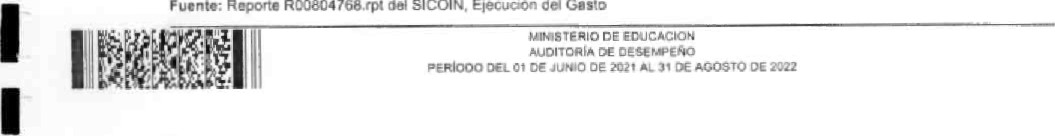 Fuente: Reporte R00804768.rpt del SICOIN, Ejecución del Gasto
MINISTERIO DE EDUCACION
AUDITORÍA DE DESEMPEÑO
PERÍODO DEL 01 DE JUNIO DE 2021 AL 31 DE AGOSTO DE 2022